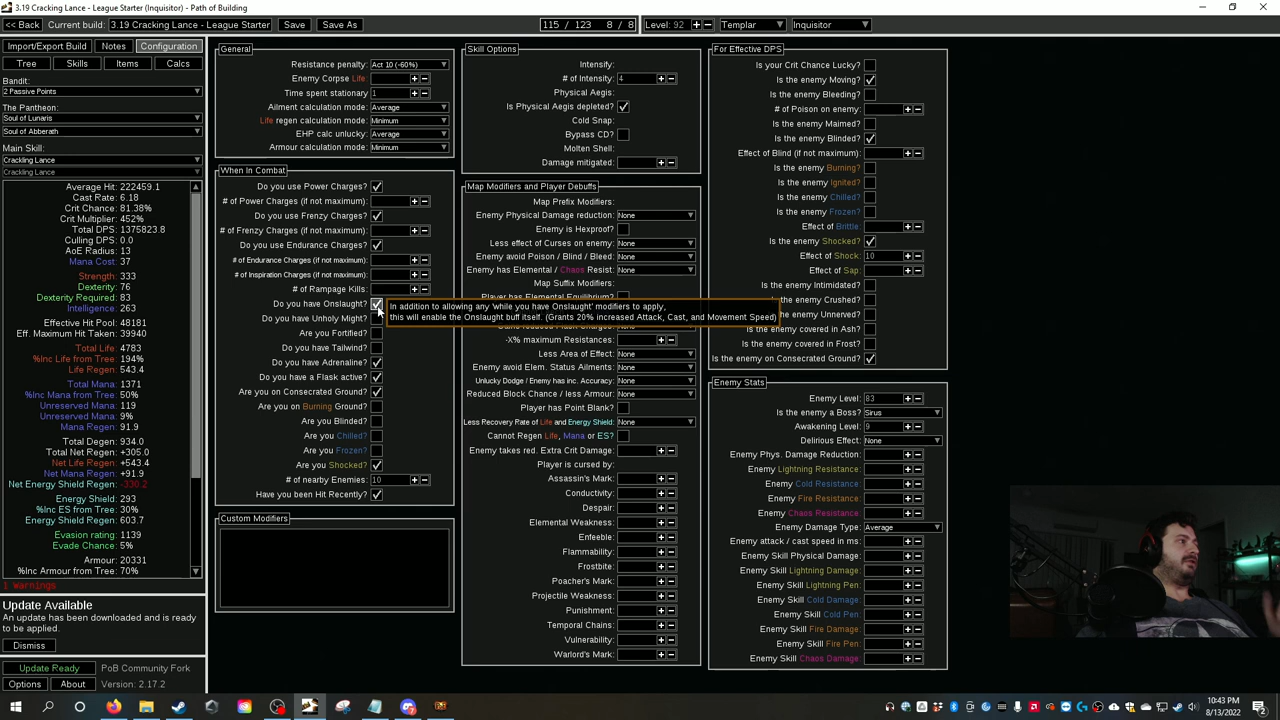 3.19 Cracking Lance - League Starter (Inquisitor) - Path of Building
<< Back
Current build: 3.19 Cracking Lance - League Starter
Save
Save As
115 / 123 8 / 8
Level: 92
Templar
Inquisitor
Import/Export Build
Notes
Configuration
Tree
Skills
Items
Calcs
Bandit:
2 Passive Points
The Pantheon:
Soul of Lunaris
Soul of Abberath
Main Skill:
Crackling Lance
Crackling Lance
Average Hit: 222459.1
Cast Rate: 6.18
Crit Chance: 81.38%
Crit Multiplier: 452%
Total DPS: 1375823.8
Culling DPS: 0.0
AoE Radius: 13
Mana Cost: 37
Strength: 333
Dexterity: 76
Dexterity Required: 83
Intelligence: 263
Effective Hit Pool: 48181
Eff. Maximum Hit Taken: 39940
Total Life: 4783
%Inc Life from Tree: 194%
Life Regen: 543.4
Total Mana: 1371
%Inc Mana from Tree: 50%
Unreserved Mana: 119
Unreserved Mana: 9%
Mana Regen: 91.9
Total Degen: 934.0
Total Net Regen: +305.0
Net Life Regen: +543.4
Net Mana Regen: +91.9
Net Energy Shield Regen: -330.2
Energy Shield: 293
%Inc ES from Tree: 30%
Energy Shield Regen: 603.7
Evasion rating: 1139
Evade Chance: 5%
Armour: 20331
%Inc Armour from Tree: 70%
1 Warnings
Update Available
An update has been downloaded and is ready
to be applied.
Dismiss
Update Ready
PoB Community Fork
Options
About
Version: 2.17.2
General
Resistance penalty: Act 10 (-60%)
Enemy Corpse Life:
Time spent stationary 1
Ailment calculation mode: Average
Life regen calculation mode: Minimum
EHP calc unlucky: Average
Armour calculation mode: Minimum
When In Combat
Do you use Power Charges?
# of Power Charges (if not maximum):
Do you use Frenzy Charges?
# of Frenzy Charges (if not maximum):
Do you use Endurance Charges?
# of Endurance Charges (if not maximum):
# of Inspiration Charges (if not maximum):
# of Rampage Kills:
Do you have Onslaught?
Do you have Unholy Might?
Are you Fortified?
Do you have Tailwind?
Do you have Adrenaline?
Do you have a Flask active?
Are you on Consecrated Ground?
Are you on Burning Ground?
Are you Blinded?
Are you Chilled?
Are you Frozen?
Are you Shocked?
# of nearby Enemies: 10
Have you been Hit Recently?
Custom Modifiers
Skill Options
Intensity:
# of Intensity: 4
Physical Aegis:
Is Physical Aegis depleted?
Cold Snap:
Bypass CD?
Molten Shell:
Damage mitigated:
Map Modifiers and Player Debuffs
Map Prefix Modifiers:
Enemy Physical Damage reduction: None
Enemy is Hexproof?
Less effect of Curses on enemy: None
Enemy avoid Poison / Blind / Bleed: None
Enemy has Elemental / Chaos Resist: None
Map Suffix Modifiers:
Player has Elemental Equilibrium?
In addition to allowing any 'while you have Onslaught' modifiers to apply,
this will enable the Onslaught buff itself. (Grants 20% increased Attack, Cast, and Movement Speed)
-X% maximum Resistances:
Less Area of Effect: None
Enemy avoid Elem. Status Ailments: None
Unlucky Dodge / Enemy has inc. Accuracy: None
Reduced Block Chance / less Armour: None
Player has Point Blank?
Less Recovery Rate of Life and Energy Shield: None
Cannot Regen Life, Mana or ES?
Enemy takes red. Extra Crit Damage:
Player is cursed by:
Assassin's Mark:
Conductivity:
Despair:
Elemental Weakness:
Enfeeble:
Flammability:
Frostbite:
Poacher's Mark:
Projectile Weakness:
Punishment:
Temporal Chains:
Vulnerability:
Warlord's Mark:
For Effective DPS
Is your Crit Chance Lucky?
Is the enemy Moving?
Is the enemy Bleeding?
# of Poison on enemy:
Is the enemy Maimed?
Is the enemy Blinded?
Effect of Blind (if not maximum):
Is the enemy Burning?
Is the enemy Ignited?
Is the enemy Chilled?
Is the enemy Frozen?
Effect of Brittle:
Is the enemy Shocked?
Effect of Shock: 10
Effect of Sap:
Is the enemy Intimidated?
the enemy Crushed?
enemy Unnerved?
Is the enemy covered in Ash?
Is the enemy covered in Frost?
Is the enemy on Consecrated Ground?
Enemy Stats
Enemy Level: 83
Is the enemy a Boss? Sirus
Awakening Level: 9
Delirious Effect: None
Enemy Phys. Damage Reduction:
Enemy Lightning Resistance:
Enemy Cold Resistance:
Enemy Fire Resistance:
Enemy Chaos Resistance:
Enemy Damage Type: Average
Enemy attack / cast speed in ms:
Enemy Skill Physical Damage:
Enemy Skill Lightning Damage:
Enemy Skill Lightning Pen:
Enemy Skill Cold Damage:
Enemy Skill Cold Pen:
Enemy Skill Fire Damage:
Enemy Skill Fire Pen:
Enemy Skill Chaos Damage:
10:43 PM
8/13/2022